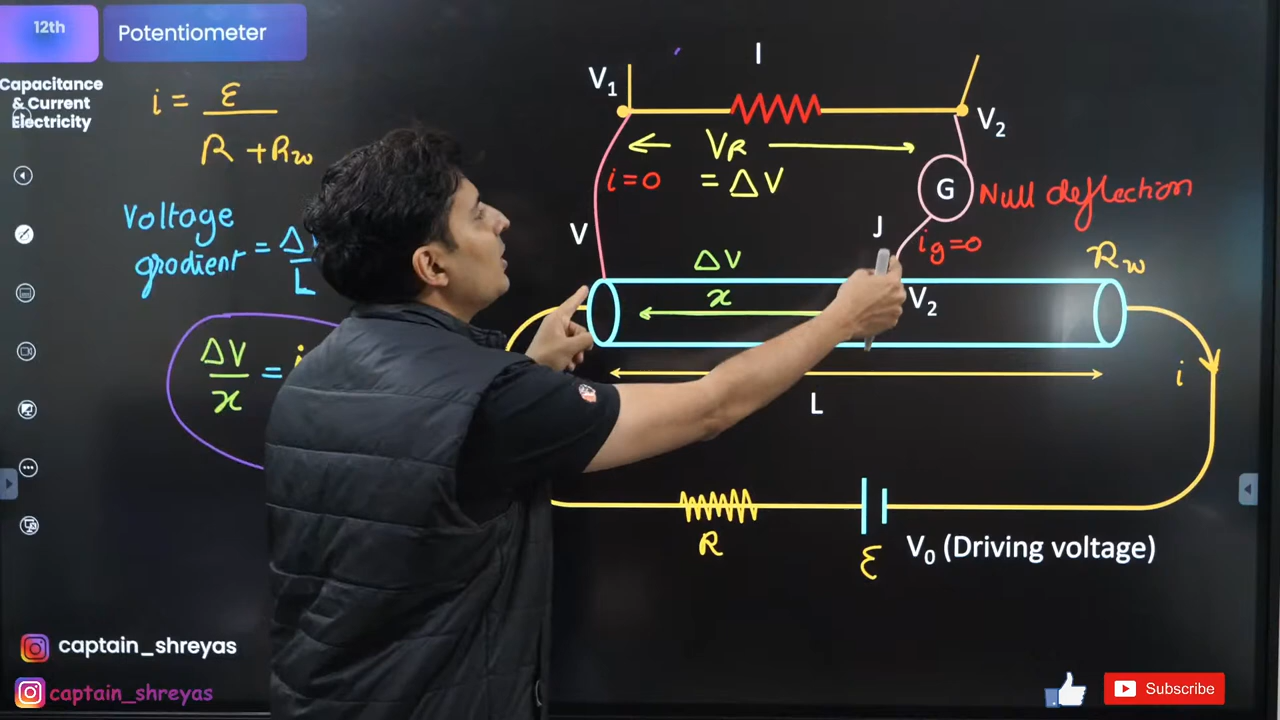 12th
Potentiometer
Capacitance
& Current
Electricity
i = ε
R + Rw
Voltage
gradient = Δ
L
ΔV
x
= i
V1
I
V2
VR
i=0 = ΔV
G
Null deflection
V
J
ig=0
Rw
ΔV
x
V2
i
L
R
ε
V0 (Driving voltage)
captain_shreyas
captain_shreyas
Subscribe